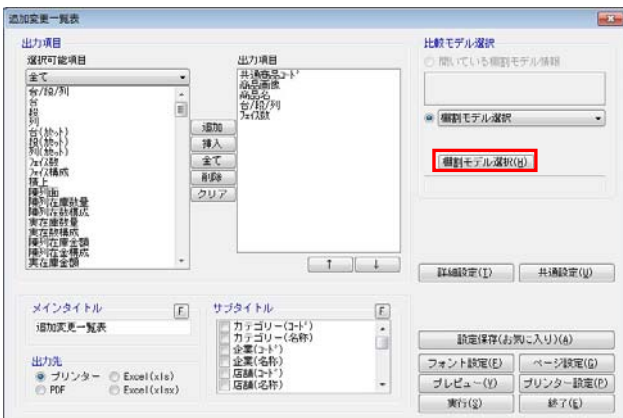 追加変更一覧表
出力項目
選択可能項目
全て
台/段/列
台
段
列
台(ｾｯﾄ)
段(ｾｯﾄ)
列(ｾｯﾄ)
ﾌｪｲｽ数
ﾌｪｲｽ構成
積上
陳列面
陳列在庫数量
陳列在数構成
実在庫数量
実在数構成
陳列在庫金額
陳列在金構成
実在庫金額
追加
挿入
全て
削除
クリア
出力項目
共通商品ｺｰﾄﾞ
商品画像
商品名
台/段/列
ﾌｪｲｽ数
↑
↓
比較モデル選択
開いている棚割モデル情報
棚割モデル選択
棚割モデル選択(H)
詳細設定(I)
共通設定(U)
メインタイトル
F
追加変更一覧表
サブタイトル
F
カテゴリー(ｺｰﾄﾞ)
カテゴリー(名称)
企業(ｺｰﾄﾞ)
企業(名称)
店舗(ｺｰﾄﾞ)
店舗(名称)
出力先
プリンター
Excel(xls)
PDF
Excel(xlsx)
設定保存(お気に入り)(A)
フォント設定(F)
ページ設定(G)
プレビュー(V)
プリンター設定(P)
実行(S)
終了(E)